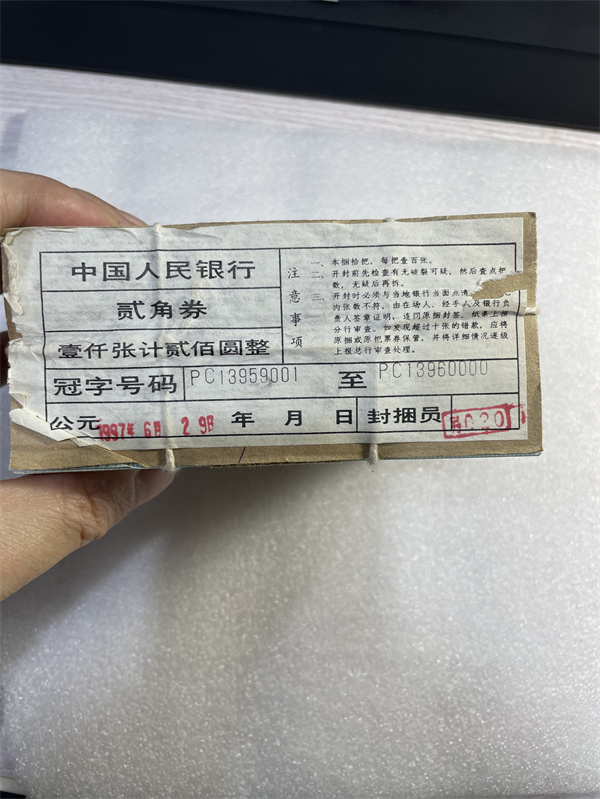 中国人民银行
贰角券
壹仟张计贰佰圆整
注意事项
一、本捆拾把，每把壹百张。
二、开封前先检查有无破裂可疑，然后查点把
数，无疑后再拆。
三、开封时必须与当地银行当面点清
内张数不符，由在场人、经手人及银行
负责人签章证明，连同原捆封签，纸条上报
分行审查。如发现超过十张的错款，应将
原捆或原把票券保管，并将详细情况逐级
上报总行审查处理。
冠字号码 PC13959001 至 PC13960000
公元 1997年 6月 29日 年 月 日 封捆员